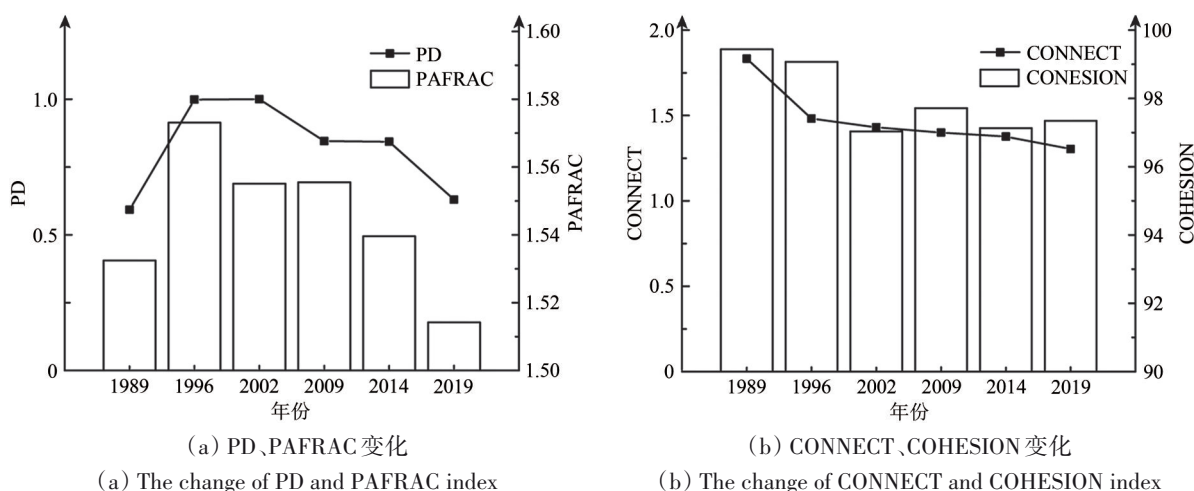 PD
PAFRAC
1.0
0.5
0
PD
1.60
1.58
1.56
1.54
1.52
1.50
PAFRAC
1989 1996 2002 2009 2014 2019
年份
(a) PD、PAFRAC变化
(a) The change of PD and PAFRAC index
CONNECT
CONESION
2.0
1.5
1.0
0.5
0
CONNECT
100
98
96
94
92
90
COHESION
1989 1996 2002 2009 2014 2019
年份
(b) CONNECT、COHESION变化
(b) The change of CONNECT and COHESION index